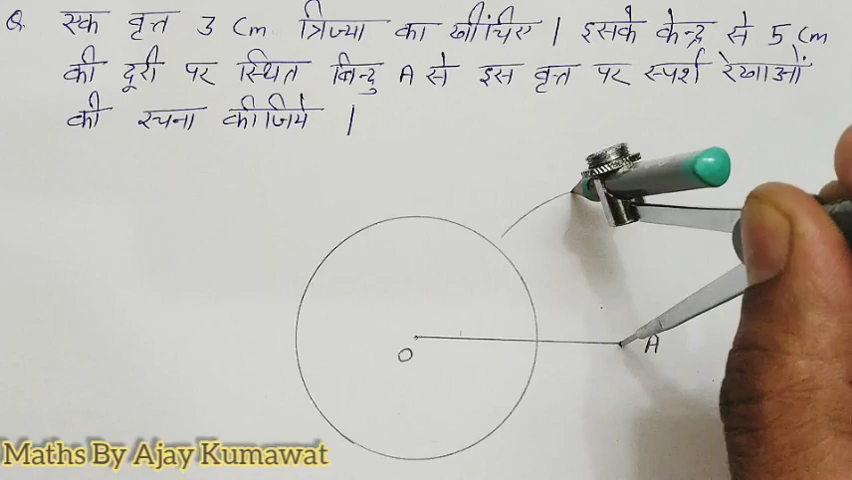 Q. एक वृत्त 3 cm त्रिज्या का खींचिए । इसके केन्द्र से 5 cm
की दूरी पर स्थित बिन्दु A से इस वृत्त पर स्पर्श रेखाओं
की रचना कीजिये ।
O
A
Maths By Ajay Kumawat